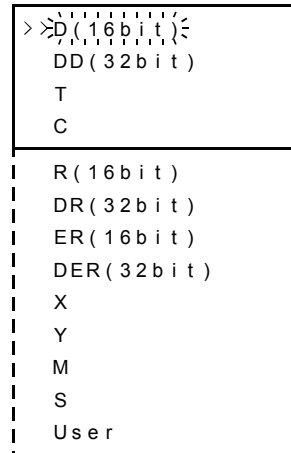 >>D(16bit)
DD(32bit)
T
C
R(16bit)
DR(32bit)
ER(16bit)
DER(32bit)
X
Y
M
S
User